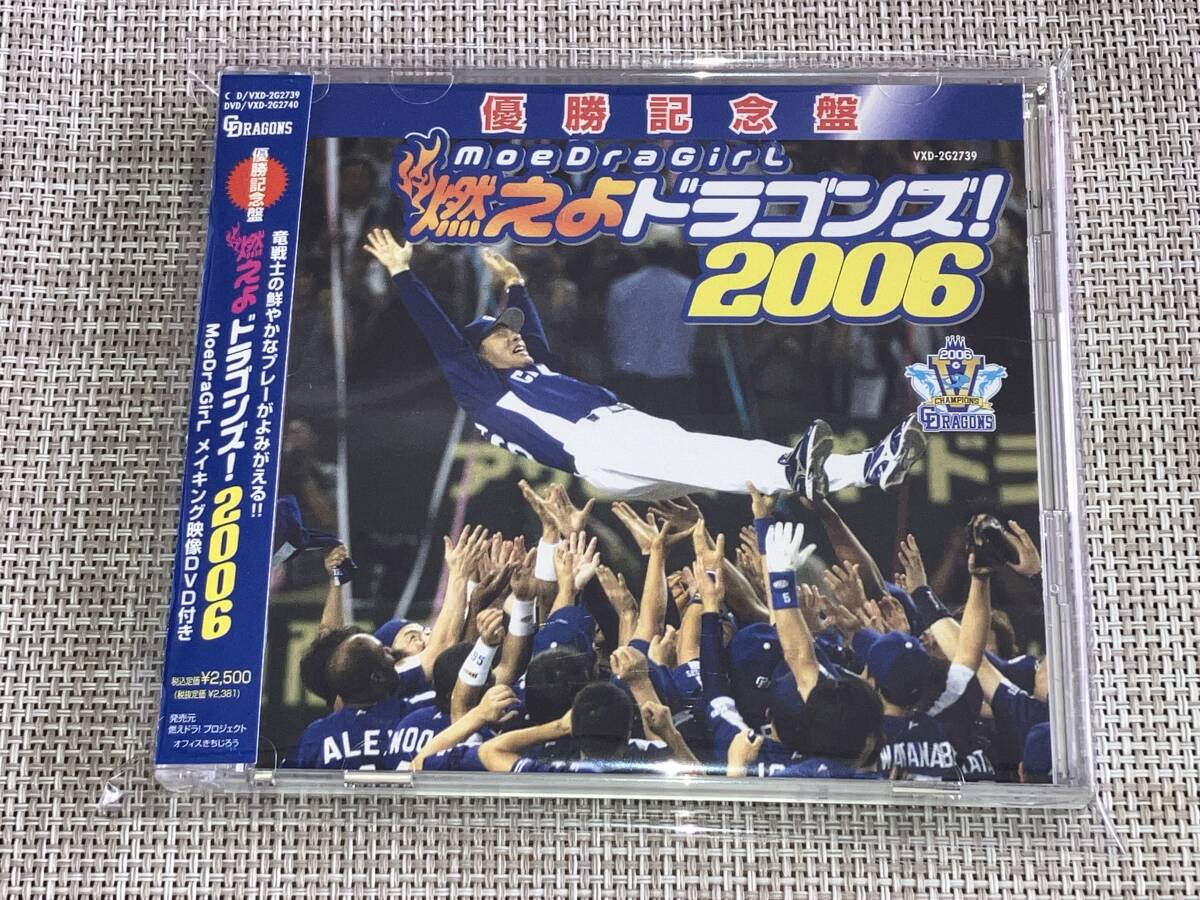 C D/VXD-2G2739
DVD/VXD-2G2740
DRAGONS
優勝記念盤
燃えよドラゴンズ!2006
MoeDraGirL メイキング映像DVD付き
竜戦士の鮮やかなプレーがよみがえる!!
税込定価¥2,500
(税抜定価 ¥2,381)
発売元
燃えドラ!プロジェクト
オフィスきちじろう
優勝記念盤
MoeDraGirL
VXD-2G2739
燃えよドラゴンズ!
2006
2006
V
CHAMPIONS
DRAGONS
ドラ
5
95
ALE
WOO
WATANAB